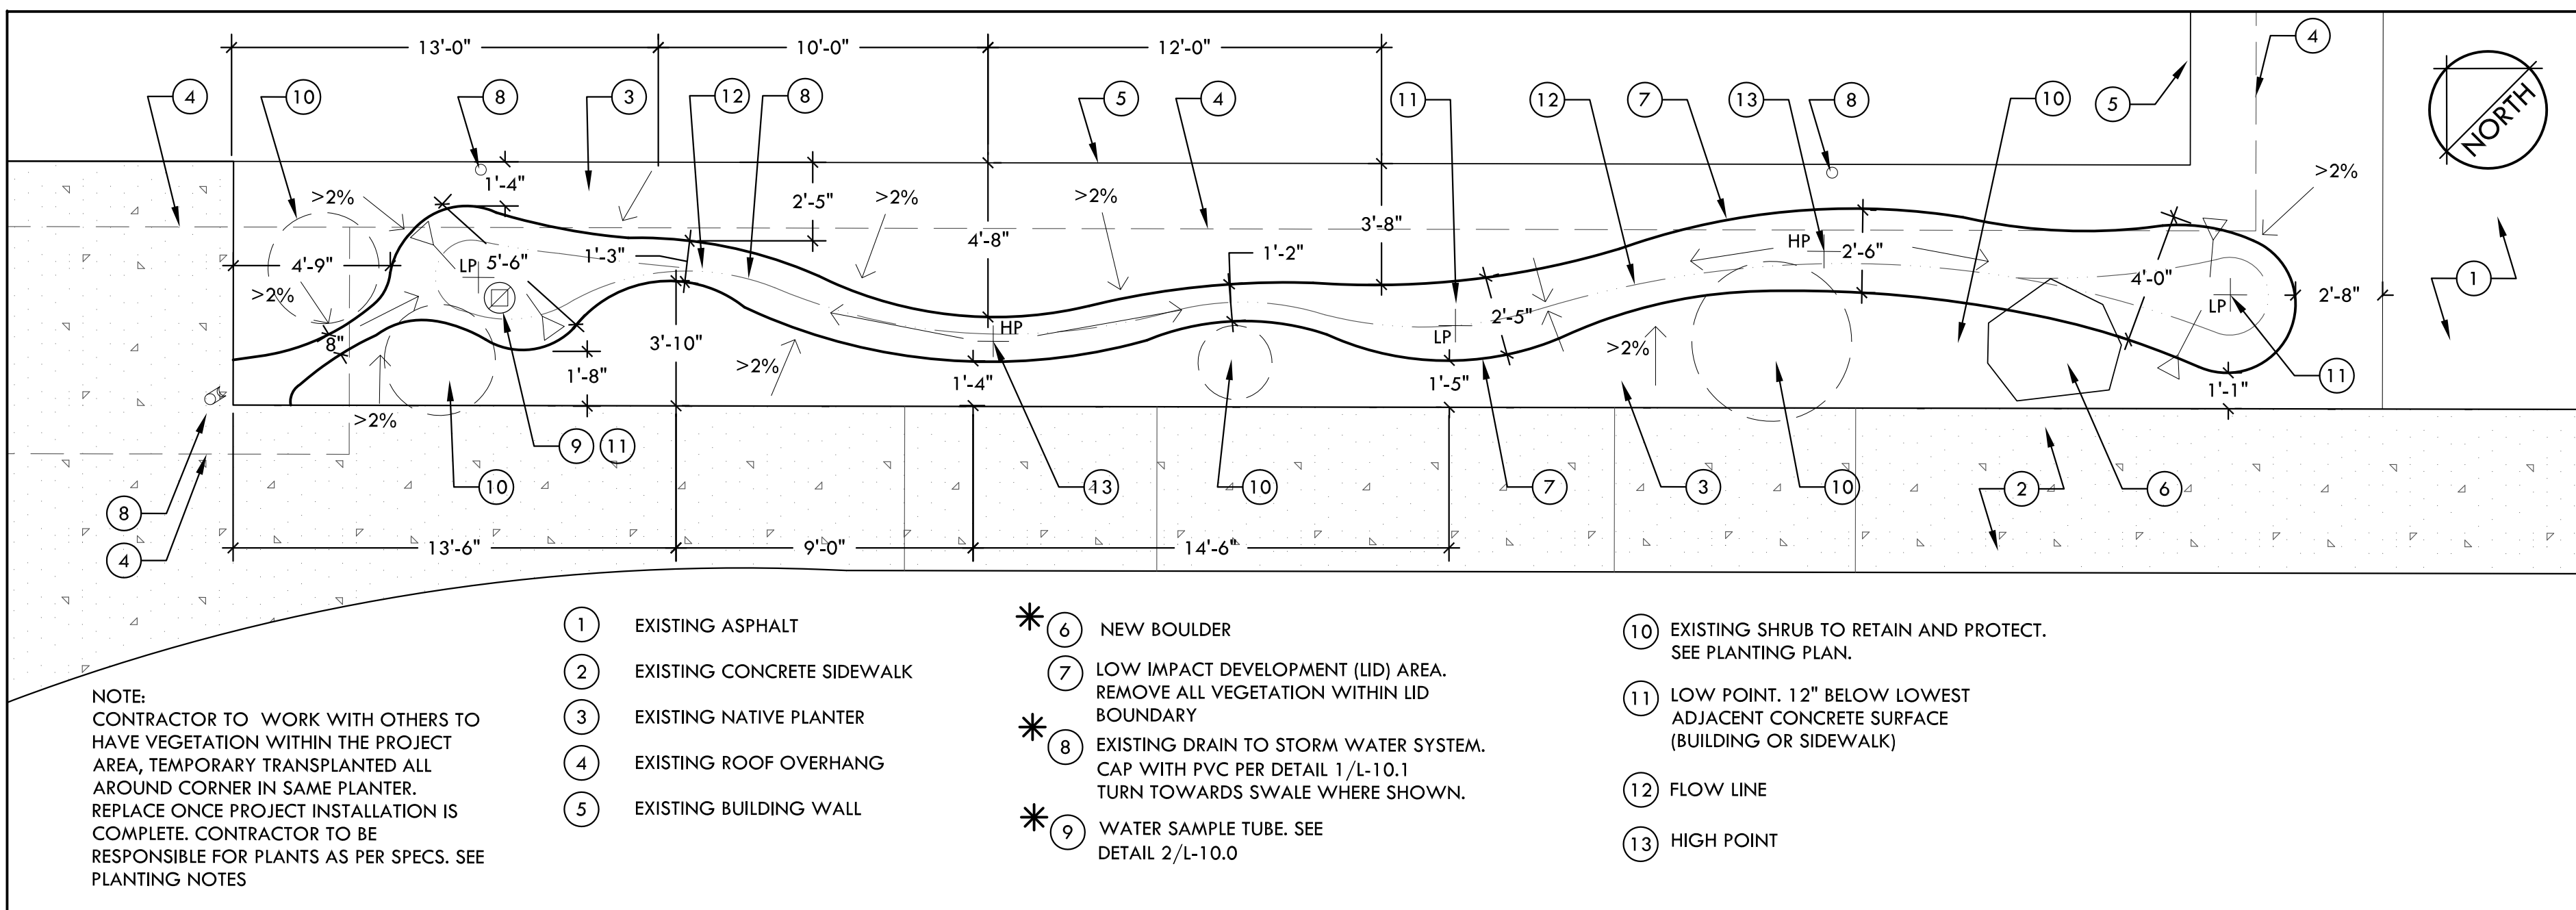 13'-0"
10'-0"
12'-0"
4
4
10
8
3
12
8
5
4
11
12
7
13
8
10
5
NORTH
>2%
1'-4"
2'-5"
>2%
>2%
3'-8"
>2%
4'-8"
HP
2'-6"
4'-9"
LP
5'-6"
1'-3"
1'-2"
4'-0"
1
>2%
2'-8"
LP
HP
2'-5"
LP
8"
3'-10"
>2%
>2%
1'-8"
1'-4"
1'-5"
1'-1"
11
>2%
9
11
10
13
10
7
3
10
2
6
8
4
13'-6"
9'-0"
14'-6"
NOTE:
CONTRACTOR TO WORK WITH OTHERS TO
HAVE VEGETATION WITHIN THE PROJECT
AREA, TEMPORARY TRANSPLANTED ALL
AROUND CORNER IN SAME PLANTER.
REPLACE ONCE PROJECT INSTALLATION IS
COMPLETE. CONTRACTOR TO BE
RESPONSIBLE FOR PLANTS AS PER SPECS. SEE
PLANTING NOTES
1 EXISTING ASPHALT
2 EXISTING CONCRETE SIDEWALK
3 EXISTING NATIVE PLANTER
4 EXISTING ROOF OVERHANG
5 EXISTING BUILDING WALL
* 6 NEW BOULDER
7 LOW IMPACT DEVELOPMENT (LID) AREA.
REMOVE ALL VEGETATION WITHIN LID
BOUNDARY
* 8 EXISTING DRAIN TO STORM WATER SYSTEM.
CAP WITH PVC PER DETAIL 1/L-10.1
TURN TOWARDS SWALE WHERE SHOWN.
* 9 WATER SAMPLE TUBE. SEE
DETAIL 2/L-10.0
10 EXISTING SHRUB TO RETAIN AND PROTECT.
SEE PLANTING PLAN.
11 LOW POINT. 12" BELOW LOWEST
ADJACENT CONCRETE SURFACE
(BUILDING OR SIDEWALK)
12 FLOW LINE
13 HIGH POINT